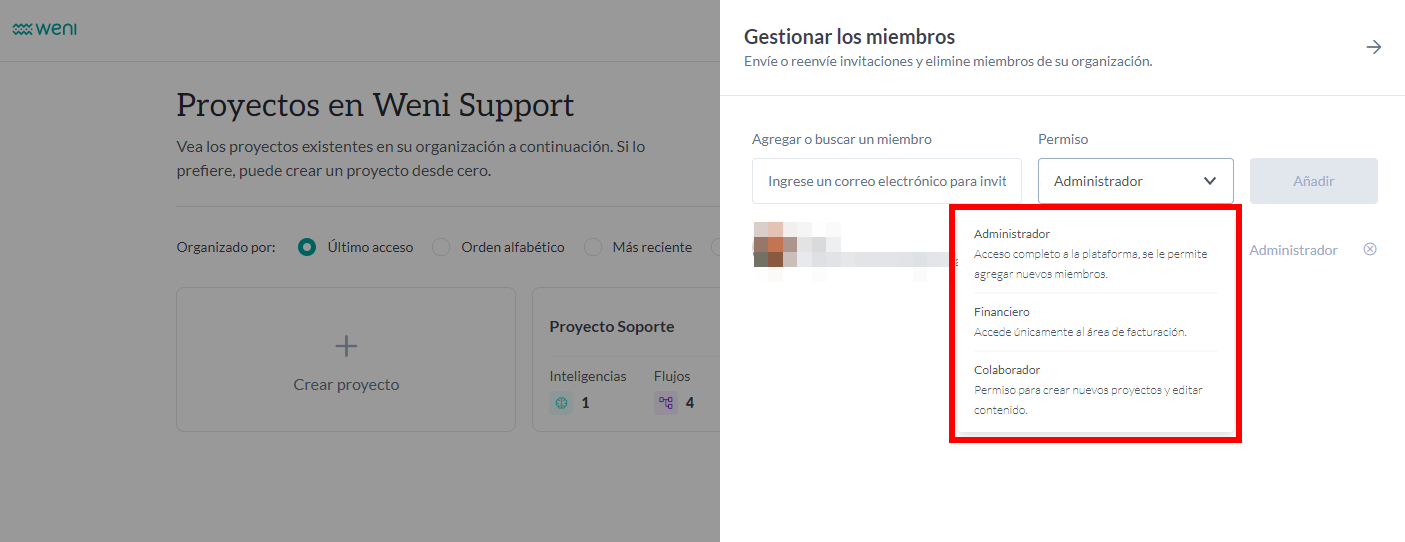 weni
Proyectos en Weni Support
Vea los proyectos existentes en su organización a continuación. Si lo
prefiere, puede crear un proyecto desde cero.
Organizado por:
Último acceso
Orden alfabético
Más reciente
Crear proyecto
Proyecto Soporte
Inteligencias
Flujos
1
4
Gestionar los miembros
Envíe o reenvíe invitaciones y elimine miembros de su organización.
Agregar o buscar un miembro
Permiso
Ingrese un correo electrónico para invit
Administrador
Añadir
Administrador
Acceso completo a la plataforma, se le permite
agregar nuevos miembros.
Financiero
Accede únicamente al área de facturación.
Colaborador
Permiso para crear nuevos proyectos y editar
contenido.
Administrador